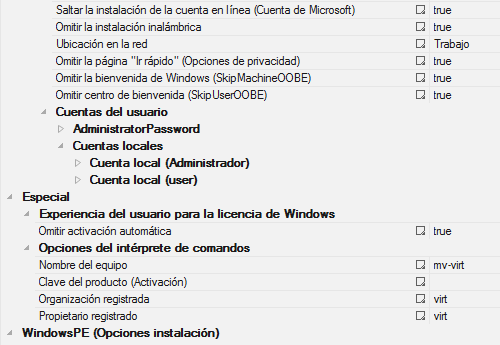 Saltar la instalación de la cuenta en línea (Cuenta de Microsoft) true
Omitir la instalación inalámbrica true
Ubicación en la red Trabajo
Omitir la página "Ir rápido" (Opciones de privacidad) true
Omitir la bienvenida de Windows (SkipMachineOOBE) true
Omitir centro de bienvenida (SkipUserOOBE) true
Cuentas del usuario
AdministratorPassword
Cuentas locales
Cuenta local (Administrador)
Cuenta local (user)
Especial
Experiencia del usuario para la licencia de Windows
Omitir activación automática true
Opciones del intérprete de comandos
Nombre del equipo mv-virt
Clave del producto (Activación)
Organización registrada virt
Propietario registrado virt
WindowsPE (Opciones instalación)